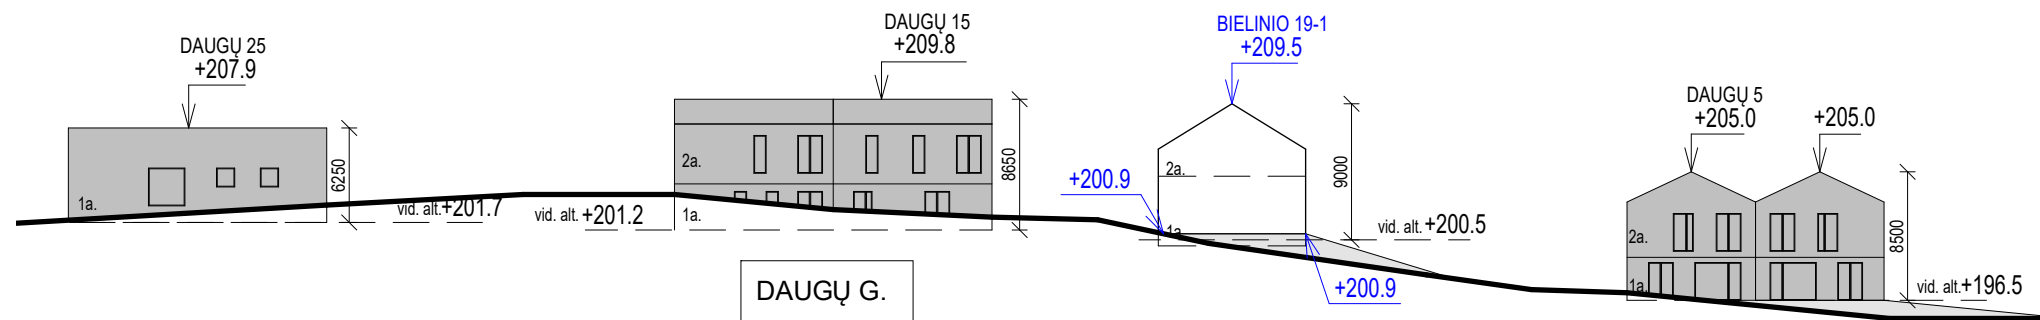 DAUGŲ 25
+207.9
1a.
6250
vid. alt.+201.7
DAUGŲ 15
+209.8
2a.
1a.
8650
vid. alt.+201.2
DAUGŲ G.
BIELINIO 19-1
+209.5
+200.9
2a.
1a.
9000
vid. alt.+200.5
+200.9
DAUGŲ 5
+205.0
+205.0
2a.
1a.
8500
vid. alt.+196.5